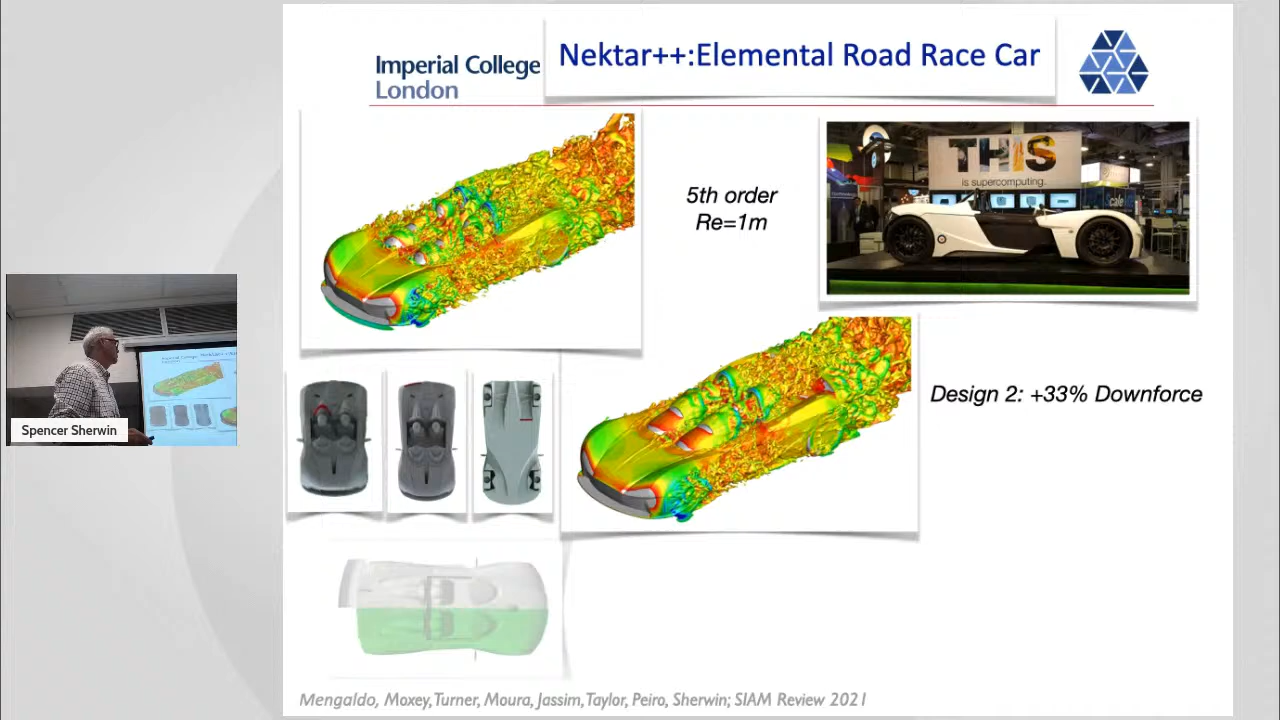 Imperial College
London
Nektar++:Elemental Road Race Car
5th order
Re=1m
THIS
is supercomputing.
Design 2: +33% Downforce
Spencer Sherwin
Mengaldo, Moxey, Turner, Moura, Jassim, Taylor, Peiro, Sherwin; SIAM Review 2021